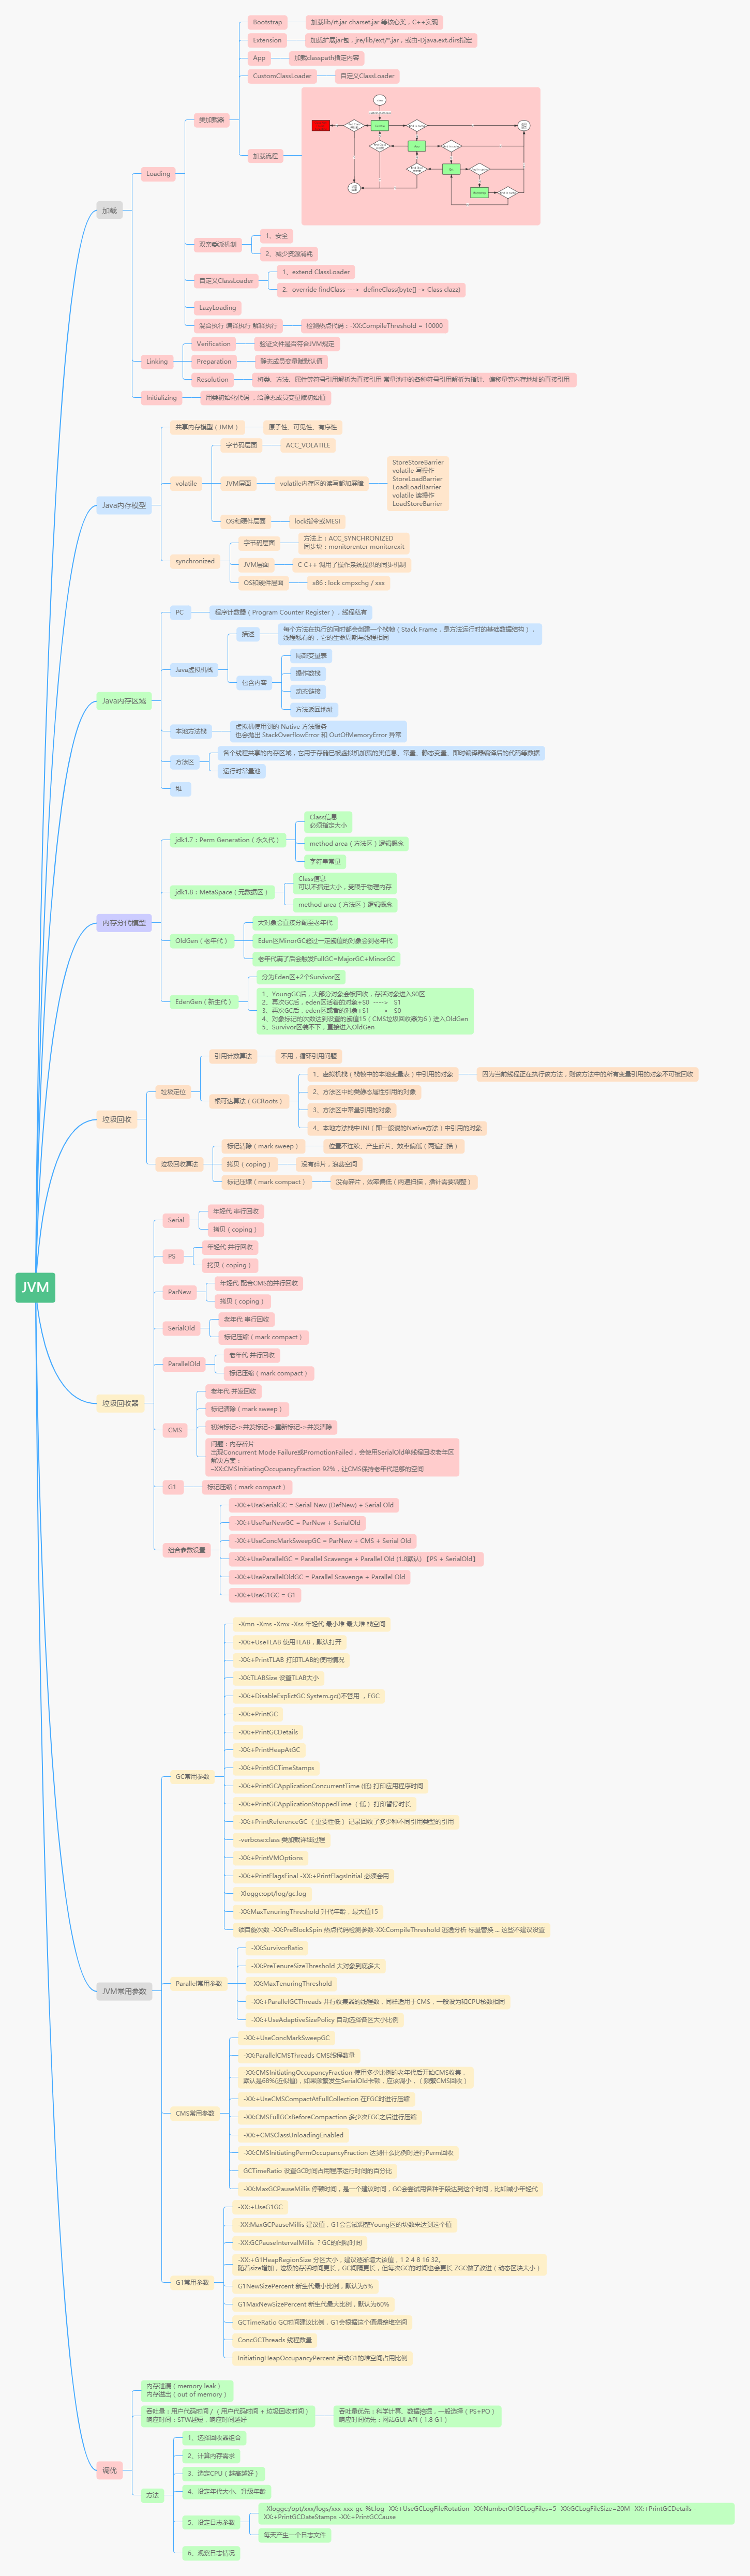 JVM
加载
Loading
类加载器
Bootstrap
加载lib/rt.jar charset.jar 等核心类，C++实现
Extension
加载扩展jar包，jre/lib/ext/*.jar，或由-Djava.ext.dirs指定
App
加载classpath指定内容
CustomClassLoader
自定义ClassLoader
加载流程
双亲委派机制
1、安全
2、减少资源消耗
自定义ClassLoader
1、extend ClassLoader
2、override findClass ---> defineClass(byte[] -> Class clazz)
LazyLoading
混合执行 编译执行 解释执行
检测热点代码：-XX:CompileThreshold = 10000
Linking
Verification
验证文件是否符合JVM规定
Preparation
静态成员变量赋默认值
Resolution
将类、方法、属性等符号引用解析为直接引用 常量池中的各种符号引用解析为指针、偏移量等内存地址的直接引用
Initializing
用类初始化代码 ，给静态成员变量赋初始值
Java内存模型
共享内存模型（JMM）
原子性、可见性、有序性
volatile
字节码层面
ACC_VOLATILE
JVM层面
volatile内存区的读写都加屏障
StoreStoreBarrier
volatile 写操作
StoreLoadBarrier
LoadLoadBarrier
volatile 读操作
LoadStoreBarrier
OS和硬件层面
lock指令或MESI
synchronized
字节码层面
方法上：ACC_SYNCHRONIZED
同步块：monitorenter monitorexit
JVM层面
C C++ 调用了操作系统提供的同步机制
OS和硬件层面
x86 : lock cmpxchg / xxx
Java内存区域
PC
程序计数器（Program Counter Register），线程私有
Java虚拟机栈
描述
每个方法在执行的同时都会创建一个栈帧（Stack Frame，是方法运行时的基础数据结构），
线程私有的，它的生命周期与线程相同
包含内容
局部变量表
操作数栈
动态链接
方法返回地址
本地方法栈
虚拟机使用到的 Native 方法服务
也会抛出 StackOverflowError 和 OutOfMemoryError 异常
方法区
各个线程共享的内存区域，它用于存储已被虚拟机加载的类信息、常量、静态变量、即时编译器编译后的代码等数据
运行时常量池
堆
内存分代模型
jdk1.7：Perm Generation（永久代）
Class信息
必须指定大小
method area（方法区）逻辑概念
字符串常量
jdk1.8：MetaSpace（元数据区）
Class信息
可以不指定大小，受限于物理内存
method area（方法区）逻辑概念
OldGen（老年代）
大对象会直接分配至老年代
Eden区MinorGC超过一定阈值的对象会到老年代
老年代满了后会触发FullGC=MajorGC+MinorGC
EdenGen（新生代）
分为Eden区+2个Survivor区
1、YoungGC后，大部分对象会被回收，存活对象进入S0区
2、再次GC后，eden区活着的对象+S0 ----> S1
3、再次GC后，eden区或者的对象+S1 ----> S0
4、对象标记的次数达到设置的阈值15（CMS垃圾回收器为6）进入OldGen
5、Survivor区装不下，直接进入OldGen
垃圾回收
垃圾定位
引用计数算法
不用，循环引用问题
根可达算法（GCRoots）
1、虚拟机栈（栈帧中的本地变量表）中引用的对象
因为当前线程正在执行该方法，则该方法中的所有变量引用的对象不可被回收
2、方法区中的类静态属性引用的对象
3、方法区中常量引用的对象
4、本地方法栈中JNI（即一般说的Native方法）中引用的对象
垃圾回收算法
标记清除（mark sweep）
位置不连续、产生碎片、效率偏低（两遍扫描）
拷贝（coping）
没有碎片，浪费空间
标记压缩（mark compact）
没有碎片，效率偏低（两遍扫描，指针需要调整）
垃圾回收器
Serial
年轻代 串行回收
拷贝（coping）
PS
年轻代 并行回收
拷贝（coping）
ParNew
年轻代 配合CMS的并行回收
拷贝（coping）
SerialOld
老年代 串行回收
标记压缩（mark compact）
ParallelOld
老年代 并行回收
标记压缩（mark compact）
CMS
老年代 并发回收
标记清除（mark sweep）
初始标记->并发标记->重新标记->并发清除
问题：内存碎片
出现Concurrent Mode Failure或PromotionFailed，会使用SerialOld单线程回收老年区
解决方案：
–XX:CMSInitiatingOccupancyFraction 92%，让CMS保持老年代足够的空间
G1
标记压缩（mark compact）
组合参数设置
-XX:+UseSerialGC = Serial New (DefNew) + Serial Old
-XX:+UseParNewGC = ParNew + SerialOld
-XX:+UseConcMarkSweepGC = ParNew + CMS + Serial Old
-XX:+UseParallelGC = Parallel Scavenge + Parallel Old (1.8默认) 【PS + SerialOld】
-XX:+UseParallelOldGC = Parallel Scavenge + Parallel Old
-XX:+UseG1GC = G1
JVM常用参数
GC常用参数
-Xmn -Xms -Xmx -Xss 年轻代 最小堆 最大堆 栈空间
-XX:+UseTLAB 使用TLAB，默认打开
-XX:+PrintTLAB 打印TLAB的使用情况
-XX:TLABSize 设置TLAB大小
-XX:+DisableExplictGC System.gc()不管用 ，FGC
-XX:+PrintGC
-XX:+PrintGCDetails
-XX:+PrintHeapAtGC
-XX:+PrintGCTimeStamps
-XX:+PrintGCApplicationConcurrentTime (低) 打印应用程序时间
-XX:+PrintGCApplicationStoppedTime （ 低 ） 打印暂停时长
-XX:+PrintReferenceGC （ 重要性低 ） 记录回收了多少种不同引用类型的引用
-verbose:class 类加载详细过程
-XX:+PrintVMOptions
-XX:+PrintFlagsFinal -XX:+PrintFlagsInitial 必须会用
-Xloggc:opt/log/gc.log
-XX:MaxTenuringThreshold 升代年龄，最大值15
锁自旋次数 -XX:PreBlockSpin 热点代码检测参数-XX:CompileThreshold 逃逸分析 标量替换 ... 这些不建议设置
Parallel常用参数
-XX:SurvivorRatio
-XX:PreTenureSizeThreshold 大对象到底多大
-XX:MaxTenuringThreshold
-XX:+ParallelGCThreads 并行收集器的线程数，同样适用于CMS，一般设为和CPU核数相同
-XX:+UseAdaptiveSizePolicy 自动选择各区大小比例
CMS常用参数
-XX:+UseConcMarkSweepGC
-XX:ParallelCMSThreads CMS线程数量
-XX:CMSInitiatingOccupancyFraction 使用多少比例的老年代后开始CMS收集，
默认是68%(近似值)，如果频繁发生SerialOld卡顿，应该调小，（ 频繁CMS回收 ）
-XX:+UseCMSCompactAtFullCollection 在FGC时进行压缩
-XX:CMSFullGCsBeforeCompaction 多少次FGC之后进行压缩
-XX:+CMSClassUnloadingEnabled
-XX:CMSInitiatingPermOccupancyFraction 达到什么比例时进行Perm回收
GCTimeRatio 设置GC时间占用程序运行时间的百分比
-XX:MaxGCPauseMillis 停顿时间，是一个建议时间，GC会尝试用各种手段达到这个时间，比如减小年轻代
G1常用参数
-XX:+UseG1GC
-XX:MaxGCPauseMillis 建议值，G1会尝试调整Young区的块数来达到这个值
-XX:GCPauseIntervalMillis ？GC的间隔时间
-XX:+G1HeapRegionSize 分区大小，建议逐渐增大该值，1 2 4 8 16 32。
随着size增加，垃圾的存活时间更长，GC间隔更长，但每次GC的时间也会更长 ZGC做了改进（动态区块大小）
G1NewSizePercent 新生代最小比例，默认为5%
G1MaxNewSizePercent 新生代最大比例，默认为60%
GCTimeRatio GC时间建议比例，G1会根据这个值调整堆空间
ConcGCThreads 线程数量
InitiatingHeapOccupancyPercent 启动G1的堆空间占用比例
调优
内存泄漏（memory leak）
内存溢出（out of memory）
吞吐量：用户代码时间 /（用户代码时间 + 垃圾回收时间）
响应时间：STW越短，响应时间越好
吞吐量优先：科学计算、数据挖掘，一般选择（PS+PO）
响应时间优先：网站GUI API（1.8 G1）
方法
1、选择回收器组合
2、计算内存需求
3、选定CPU（越高越好）
4、设定年代大小、升级年龄
5、设定日志参数
-Xloggc:/opt/xxx/logs/xxx-xxx-gc-%t.log -XX:+UseGCLogFileRotation -XX:NumberOfGCLogFiles=5 -XX:GCLogFileSize=20M -XX:+PrintGCDetails -
XX:+PrintGCDateStamps -XX:+PrintGCCause
每天产生一个日志文件
6、观察日志情况